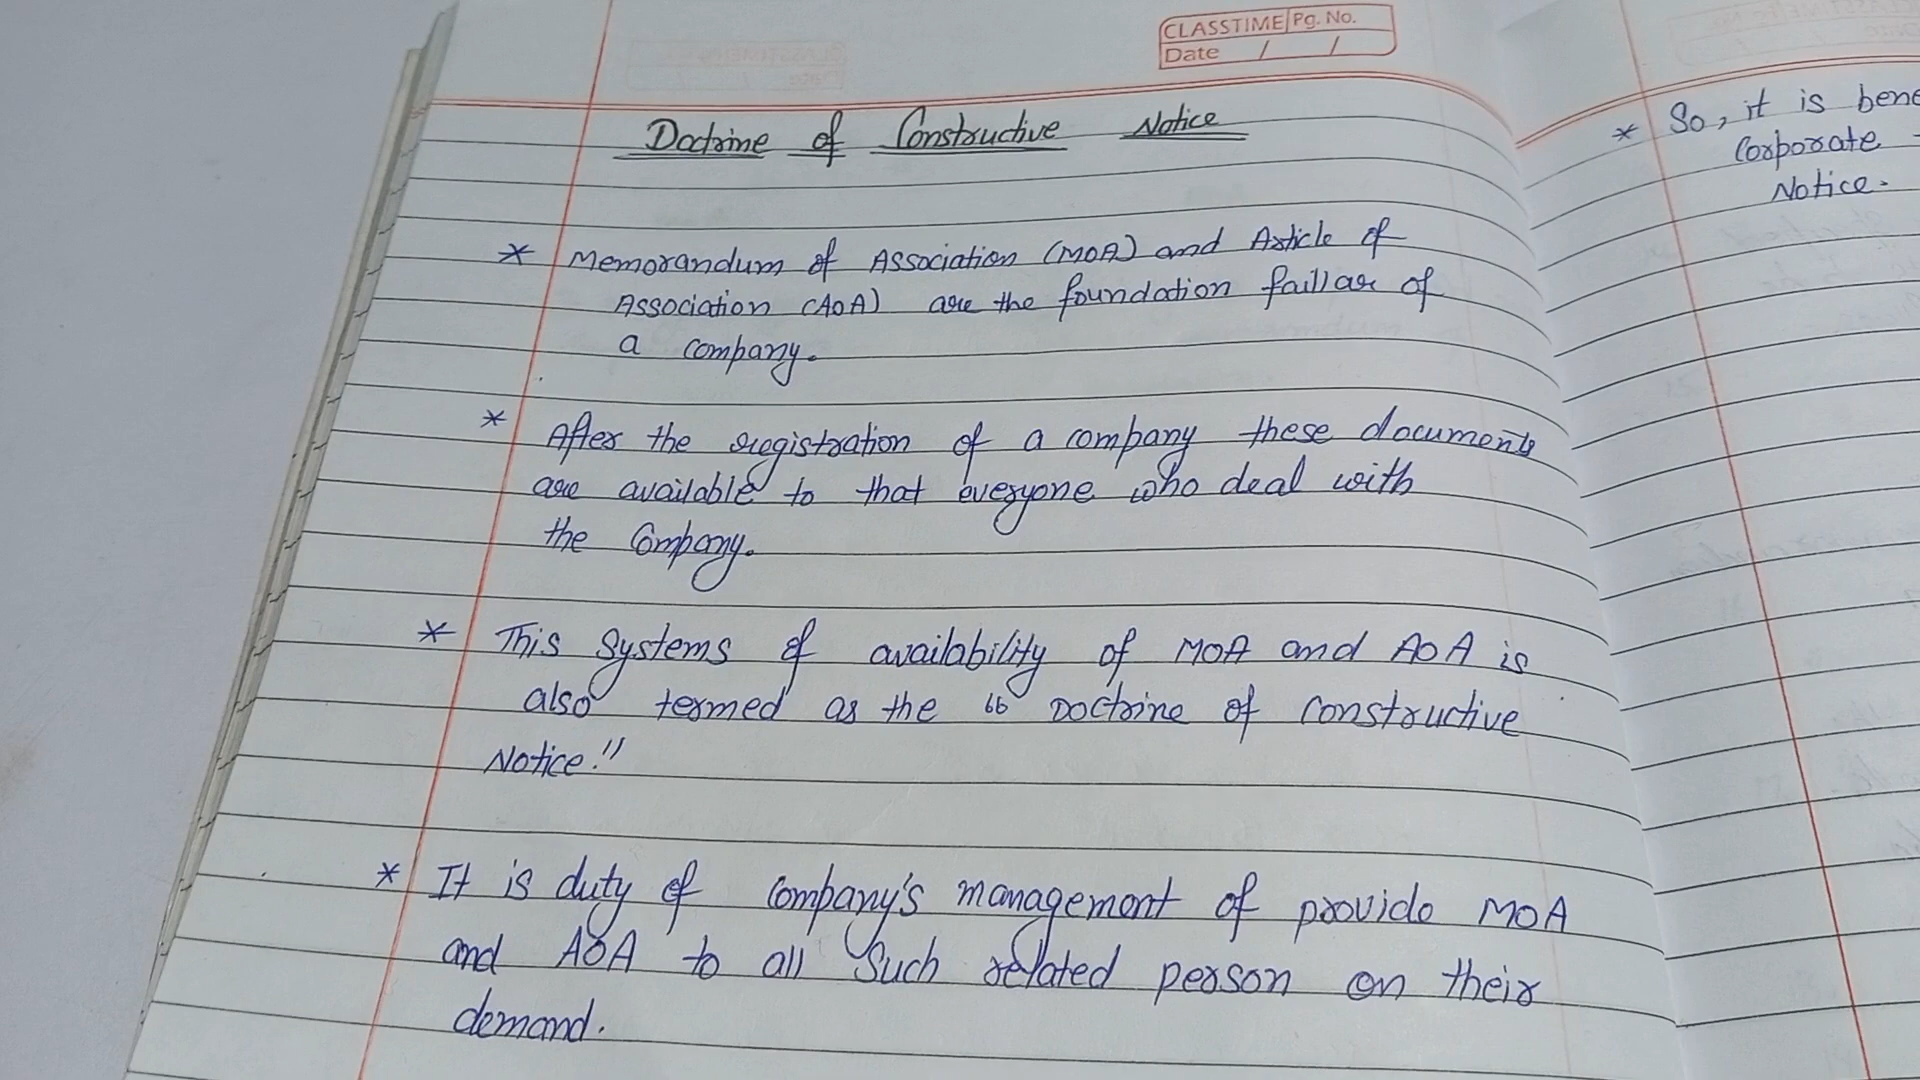 CLASSTIME Pg. No.
Date / /
Doctrine of Constructive Notice
* Memorandum of Association (MOA) and Article of
Association (AOA) are the foundation faillar of
a company.
* After the registration of a company these documents
are available to that everyone who deal with
the Company.
* This Systems of availability of MOA and AOA is
also termed as the “ Doctrine of Constructive
Notice."
* It is duty of Company's management of provide MOA
and AOA to all Such related person on their
demand.
* So, it is bene
Corporate
Notice.